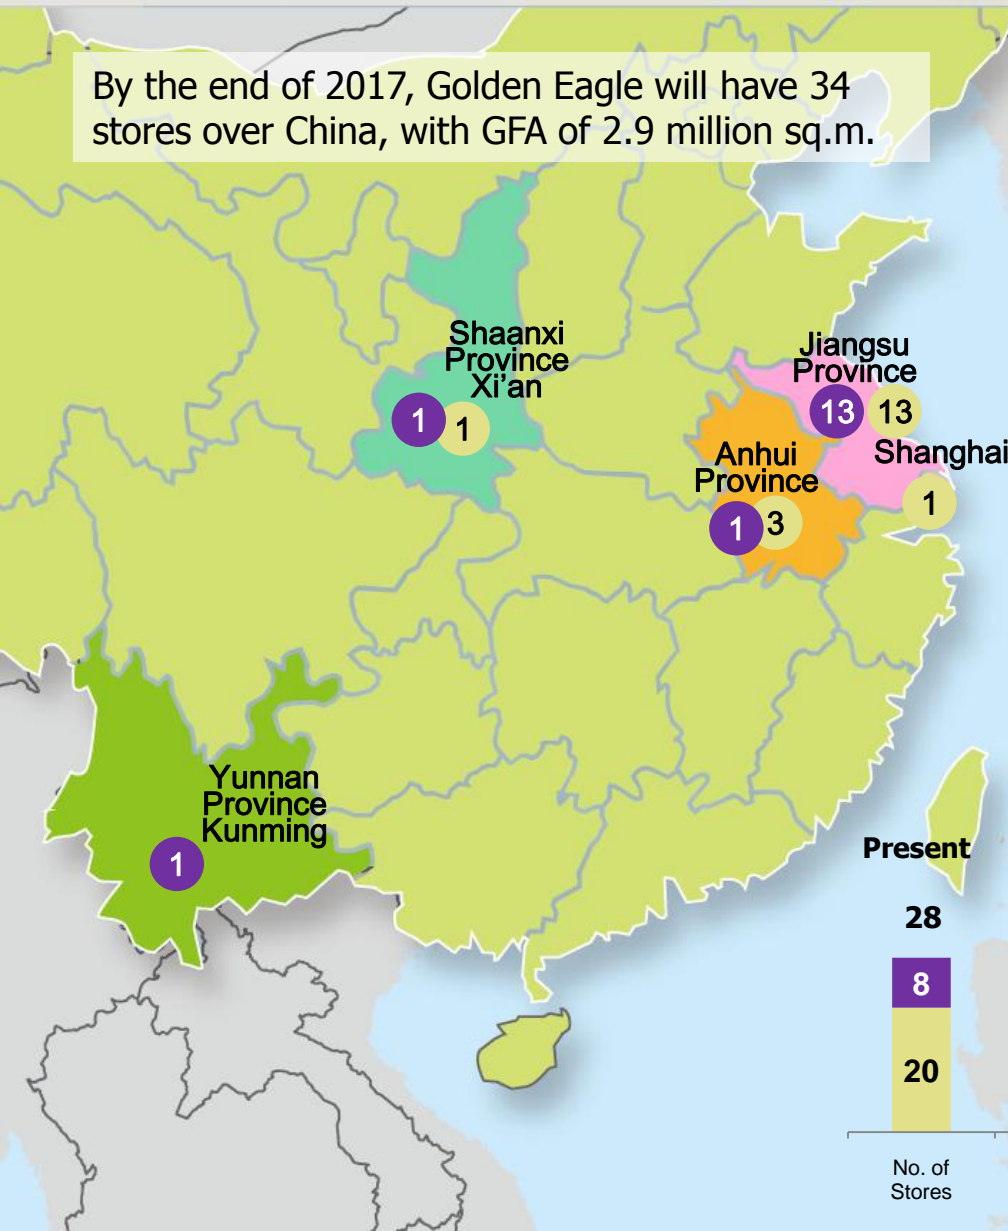 By the end of 2017, Golden Eagle will have 34
stores over China, with GFA of 2.9 million sq.m.
Shaanxi
Province
Xi’an
1
1
Jiangsu
Province
13
13
Shanghai
1
Anhui
Province
1
3
Yunnan
Province
Kunming
1
Present
28
8
20
No. of
Stores